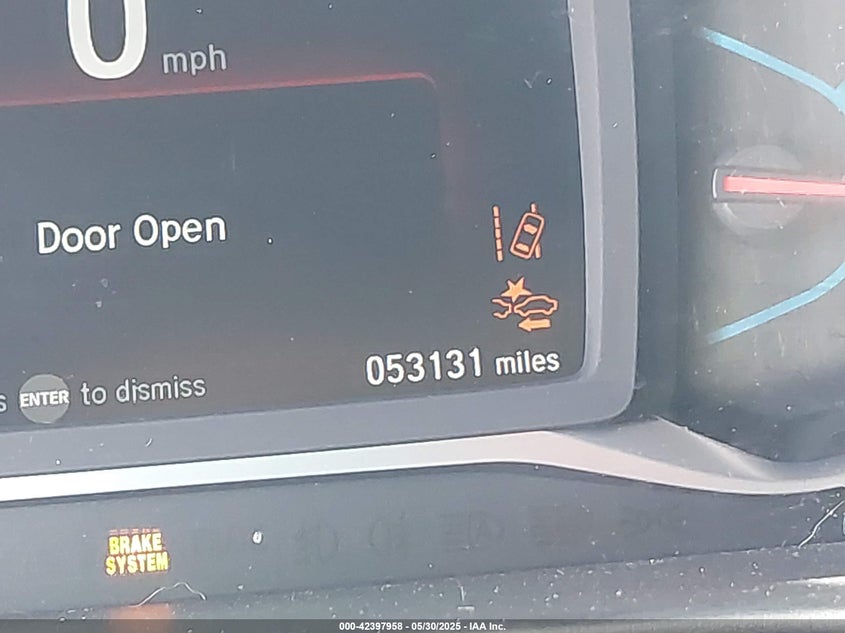 0 mph
Door Open
053131 miles
s ENTER to dismiss
BRAKE
SYSTEM
000-42397958 - 05/30/2025 - IAA Inc.